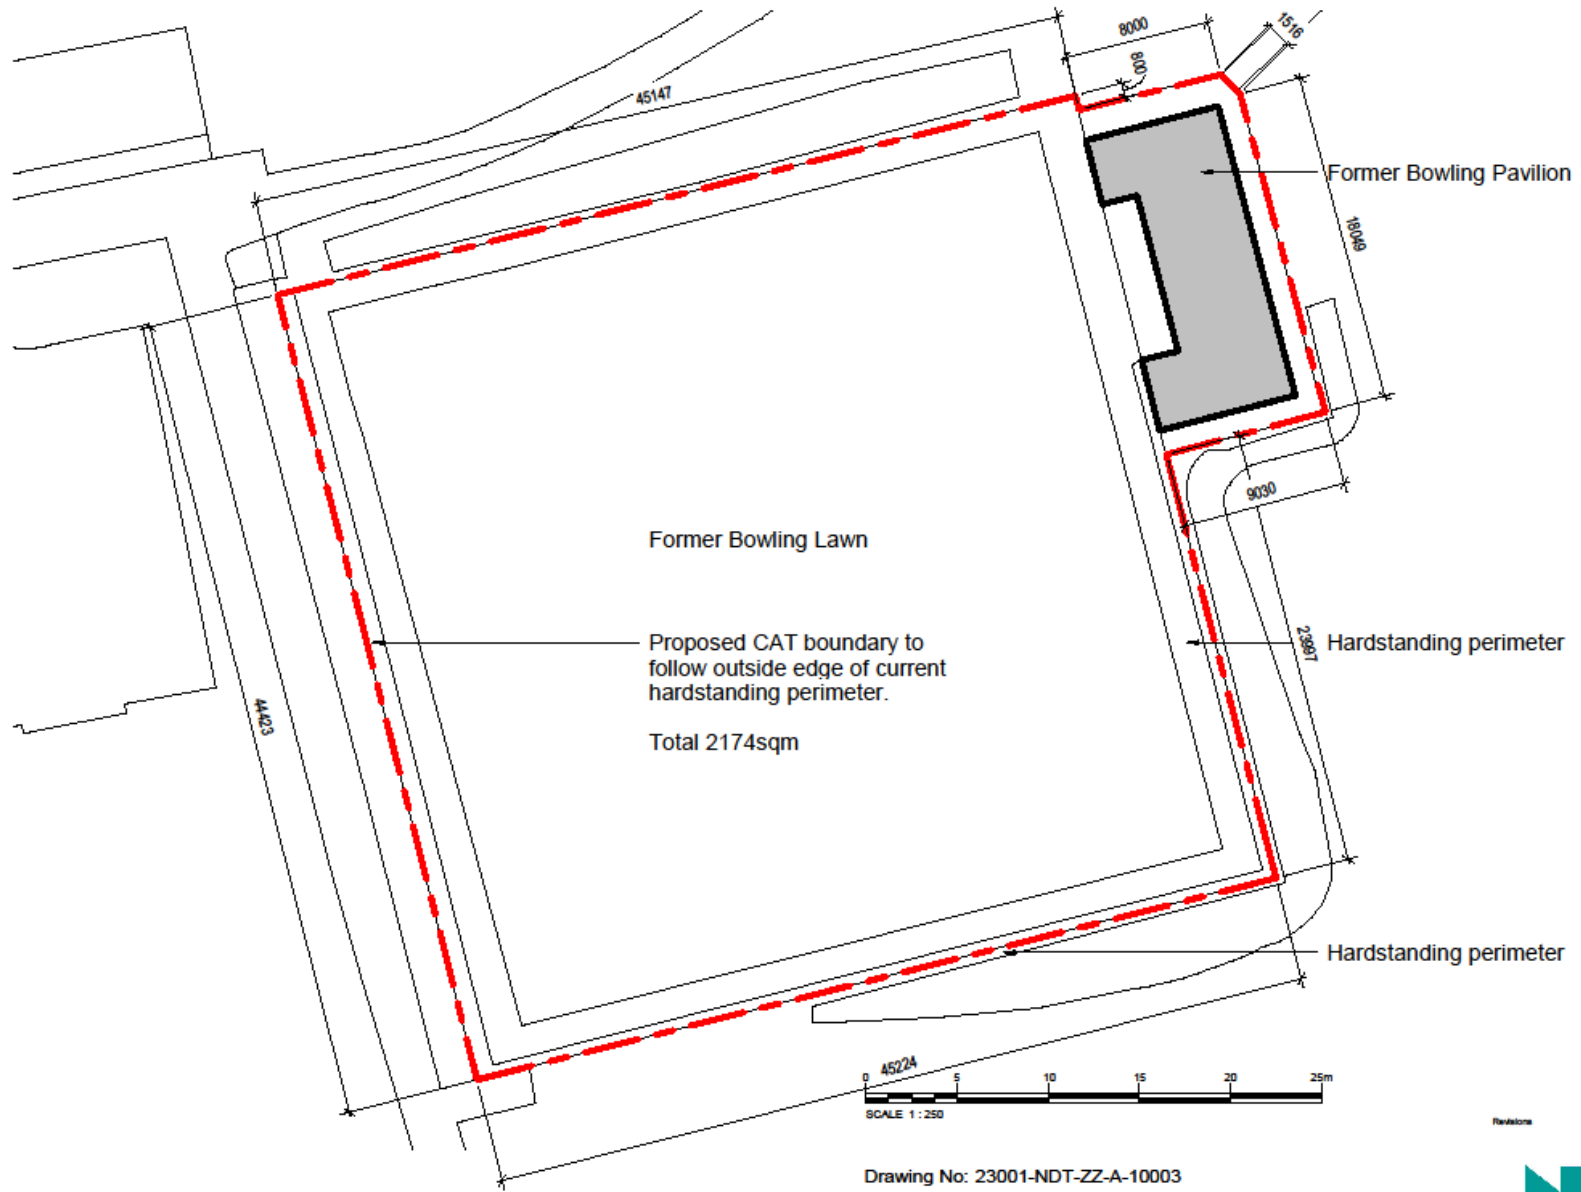 8000
1516
800
45147
Former Bowling Pavilion
18049
9030
Former Bowling Lawn
Proposed CAT boundary to
follow outside edge of current
hardstanding perimeter.
Total 2174sqm
Hardstanding perimeter
23997
44423
Hardstanding perimeter
45224
0 5 10 15 20 25m
SCALE 1 : 250
Revisions
Drawing No: 23001-NDT-ZZ-A-10003